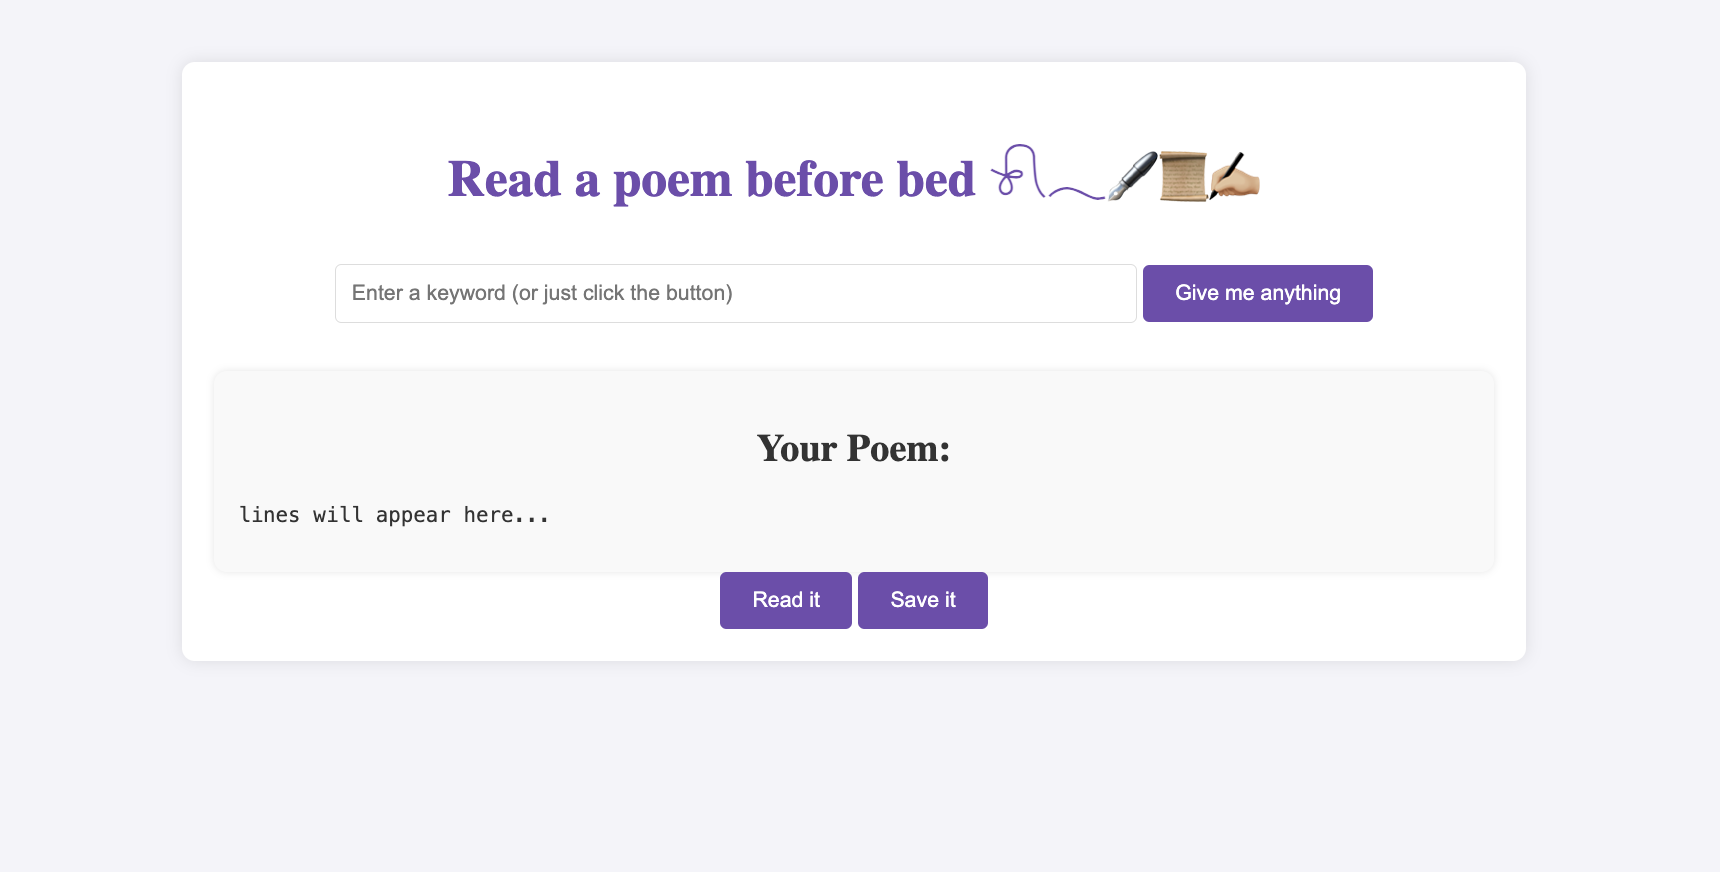 Read a poem before bed ꩜𓂃🖋📜✍🏼
Enter a keyword (or just click the button)
Give me anything
Your Poem:
lines will appear here...
Read it
Save it